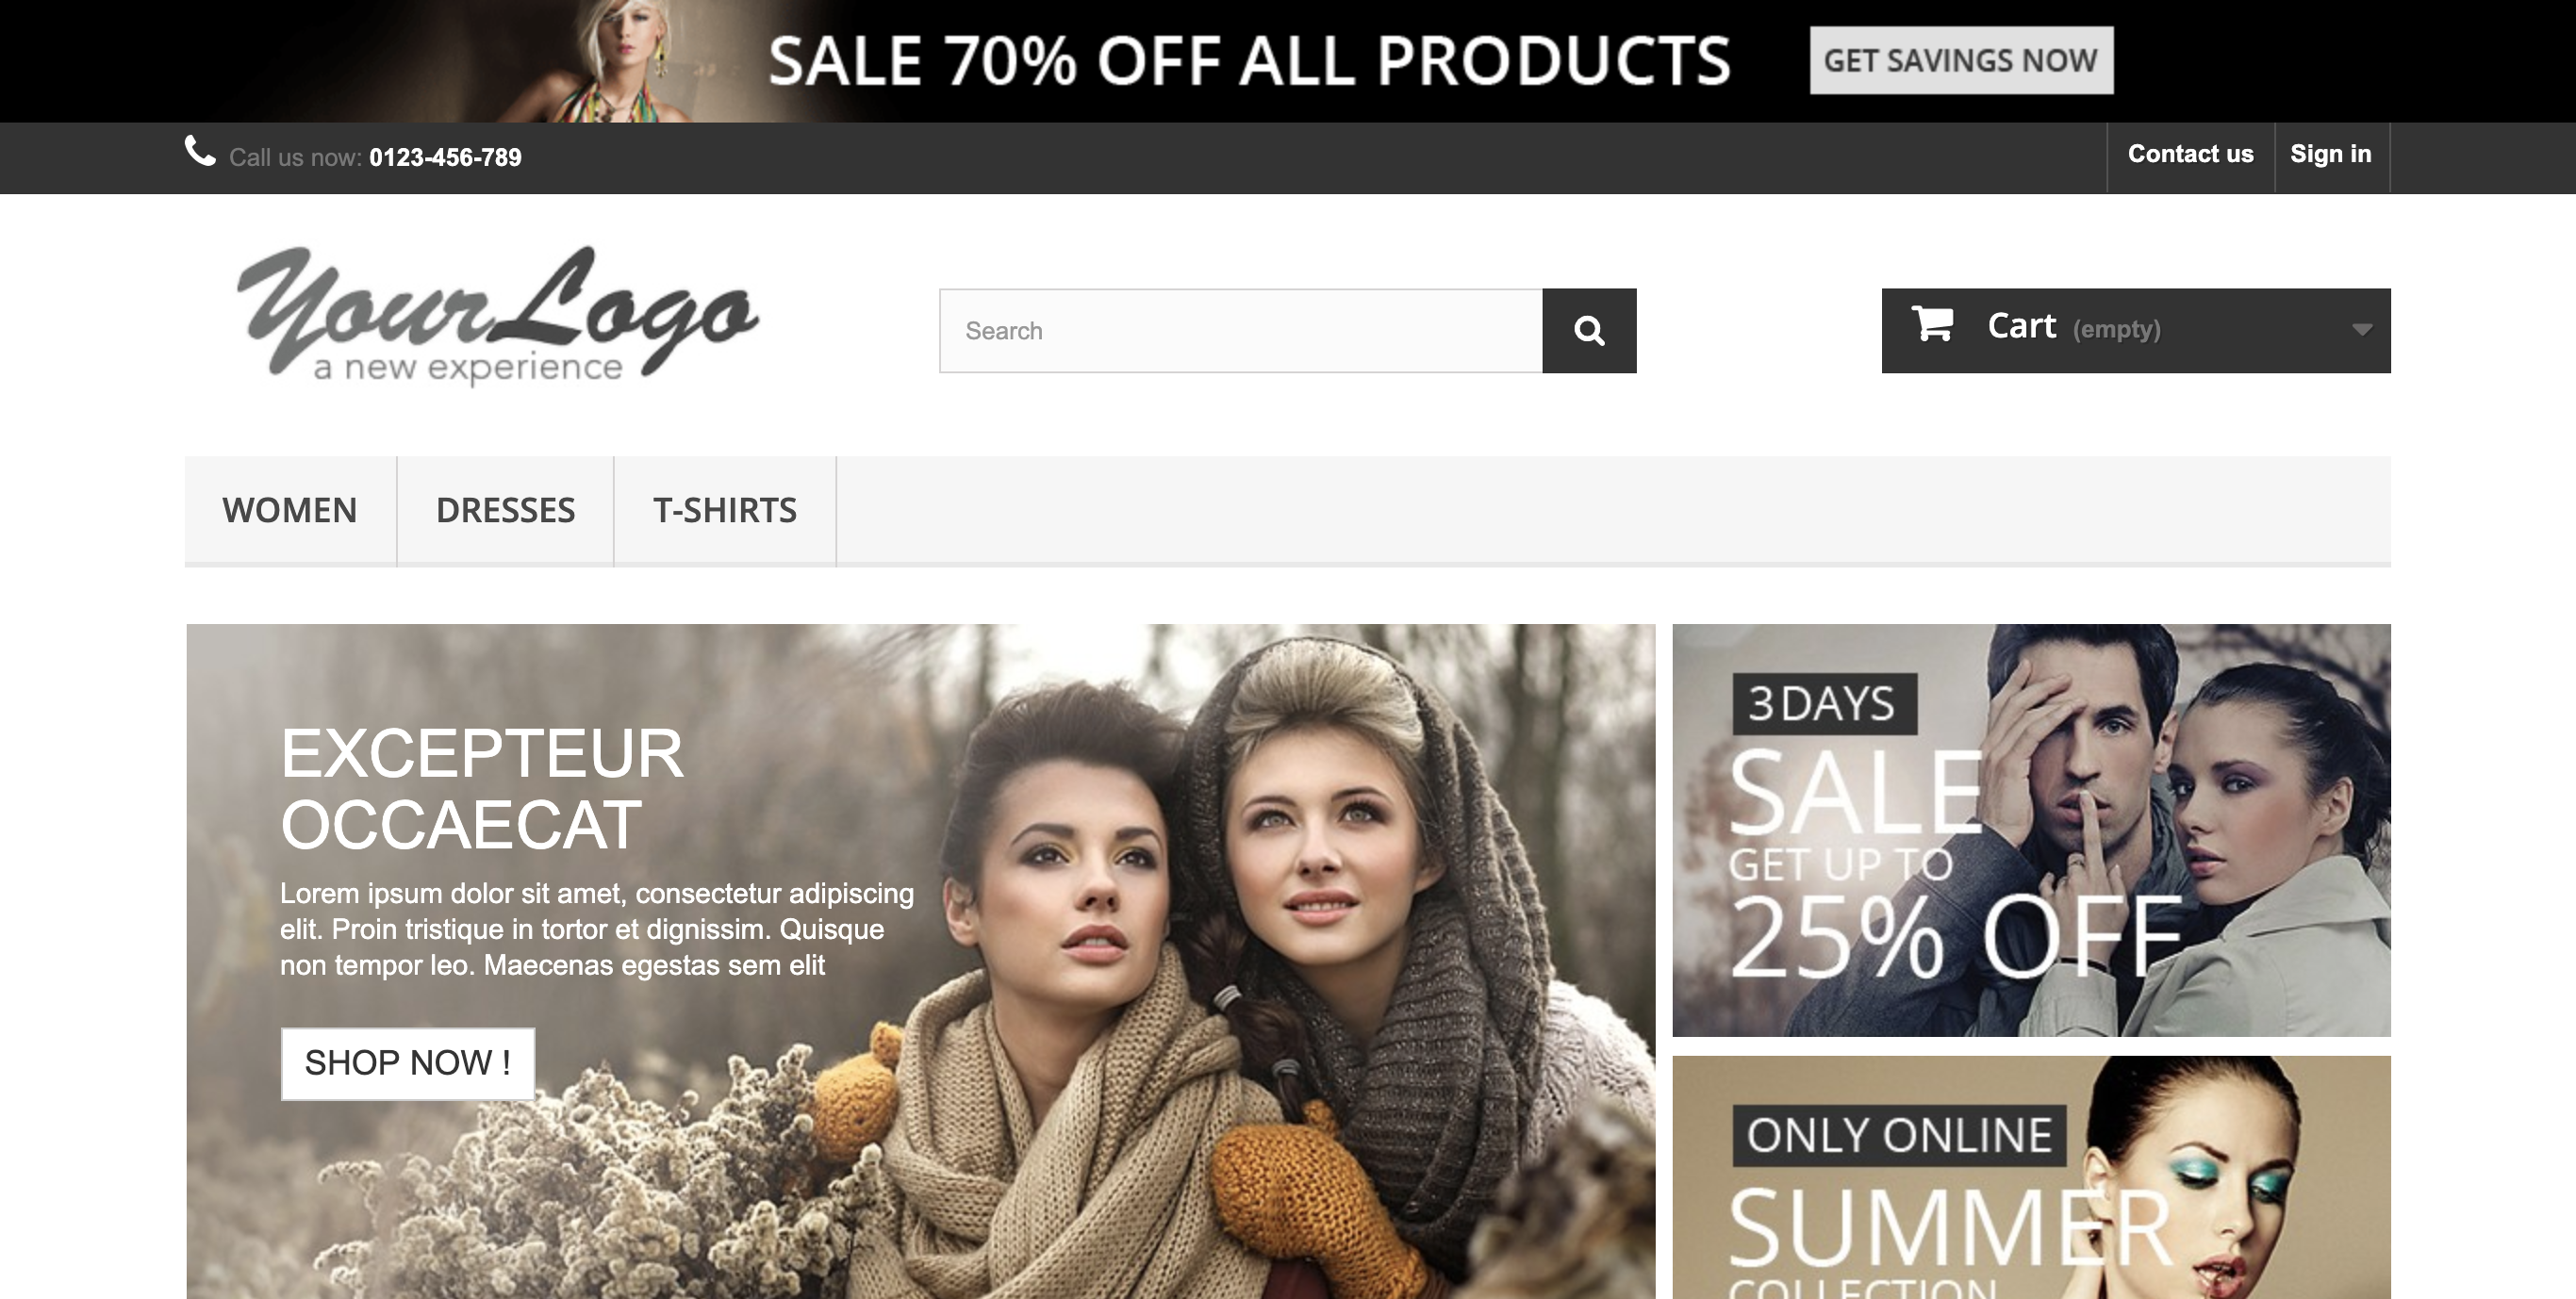 SALE 70% OFF ALL PRODUCTS
GET SAVINGS NOW
Call us now: 0123-456-789
Contact us
Sign in
YourLogo
a new experience
Search
Cart (empty)
WOMEN
DRESSES
T-SHIRTS
EXCEPTEUR
OCCAECAT
Lorem ipsum dolor sit amet, consectetur adipiscing
elit. Proin tristique in tortor et dignissim. Quisque
non tempor leo. Maecenas egestas sem elit
SHOP NOW !
3 DAYS
SALE
GET UP TO
25% OFF
ONLY ONLINE
SUMMER
COLLECTION